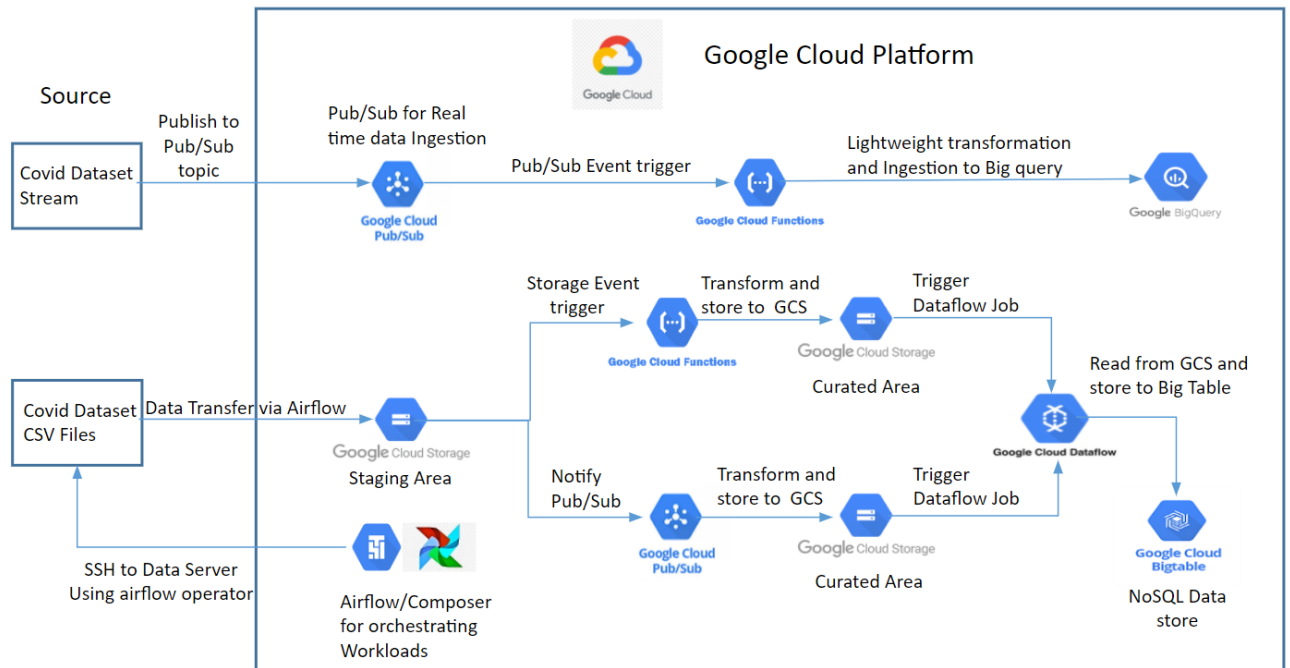 Google Cloud Platform
Google Cloud
Source
Publish to
Pub/Sub
topic
Pub/Sub for Real
time data Ingestion
Covid Dataset
Stream
Google Cloud
Pub/Sub
Pub/Sub Event trigger
Google Cloud Functions
Lightweight transformation
and Ingestion to Big query
Google BigQuery
Storage Event
trigger
Google Cloud Functions
Transform and
store to GCS
Google Cloud Storage
Curated Area
Trigger
Dataflow Job
Covid Dataset
CSV Files
Data Transfer via Airflow
Google Cloud Storage
Staging Area
Read from GCS and
store to Big Table
Google Cloud Dataflow
Notify
Pub/Sub
Google Cloud
Pub/Sub
Transform and
store to GCS
Google Cloud Storage
Curated Area
Trigger
Dataflow Job
Google Cloud
Bigtable
NoSQL Data
store
SSH to Data Server
Using airflow operator
Airflow/Composer
for orchestrating
Workloads